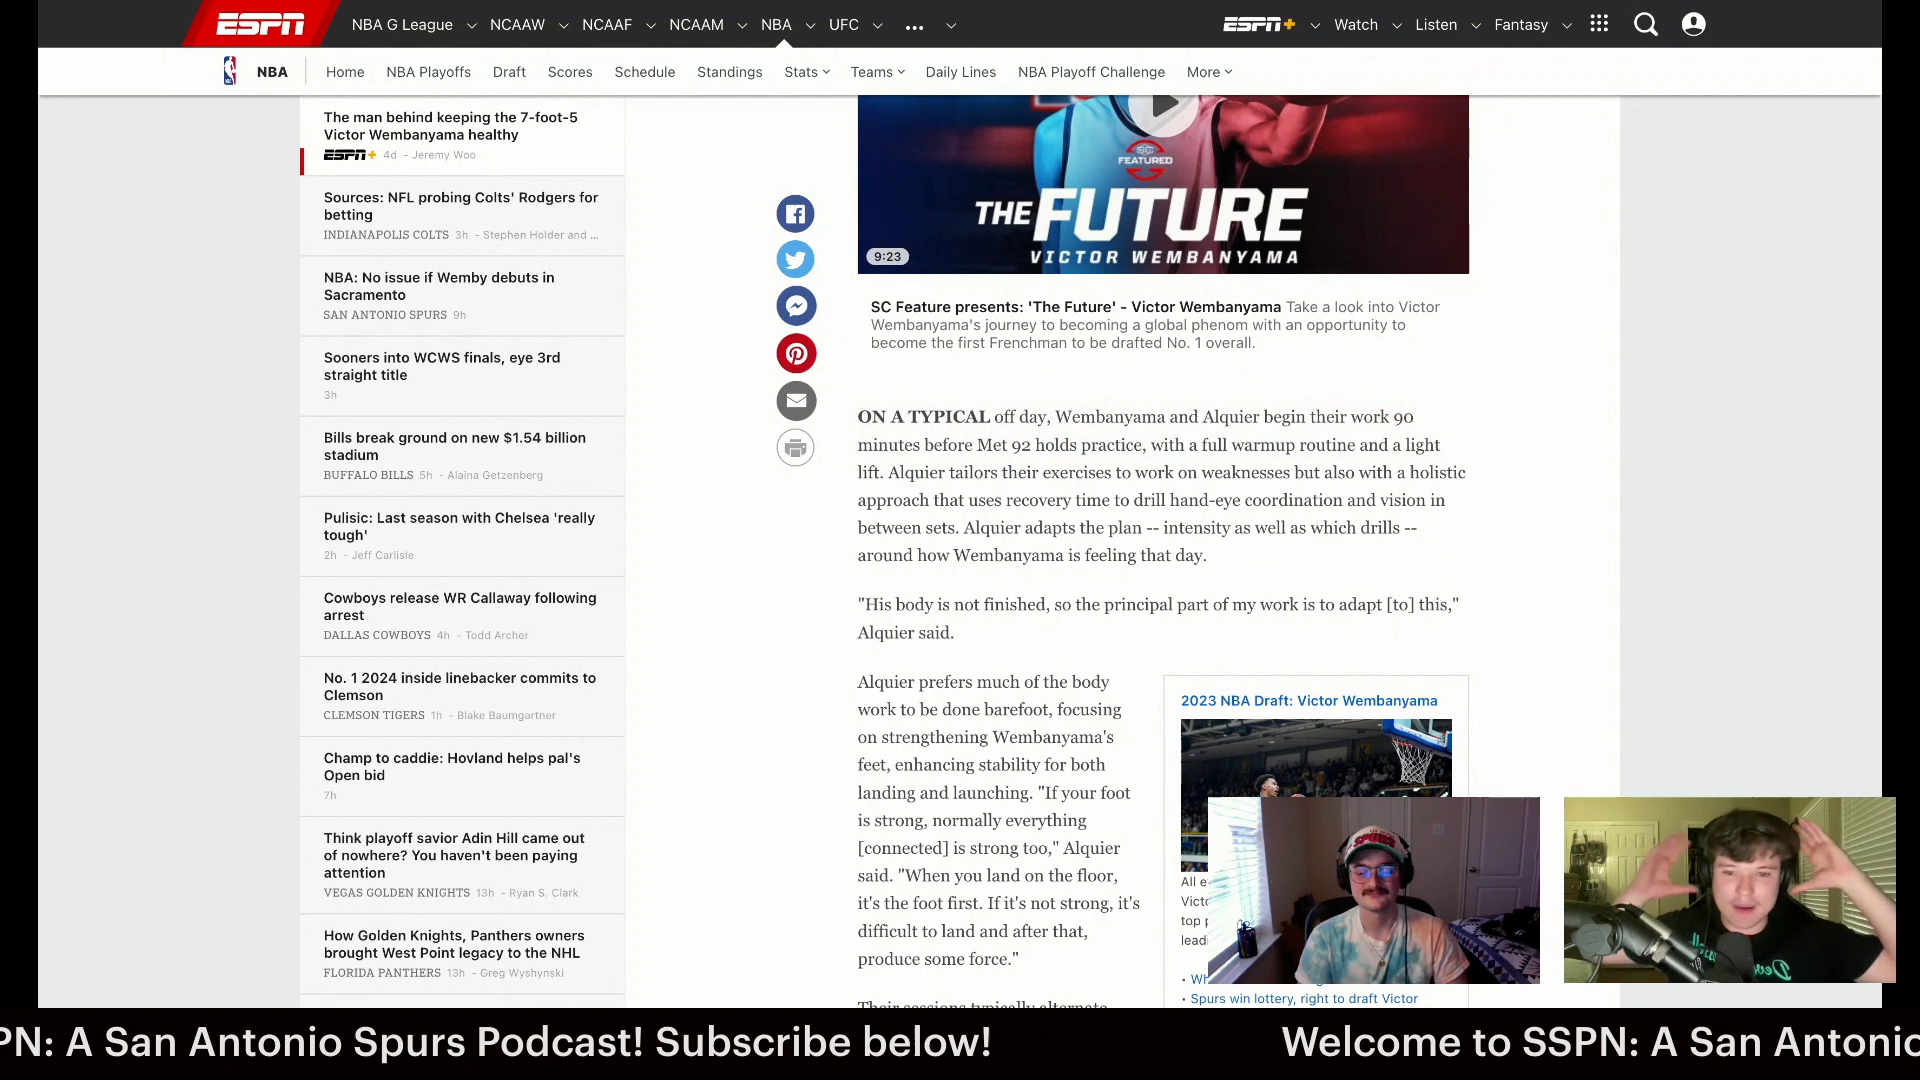 ESPN
NBA G League
NCAAW
NCAAF
NCAAM
NBA
UFC
...
ESPN+
Watch
Listen
Fantasy
NBA
Home
NBA Playoffs
Draft
Scores
Schedule
Standings
Stats
Teams
Daily Lines
NBA Playoff Challenge
More
The man behind keeping the 7-foot-5
Victor Wembanyama healthy
ESPN+ 4d - Jeremy Woo
Sources: NFL probing Colts' Rodgers for
betting
INDIANAPOLIS COLTS 3h - Stephen Holder and ...
NBA: No issue if Wemby debuts in
Sacramento
SAN ANTONIO SPURS 9h
Sooners into WCWS finals, eye 3rd
straight title
3h
Bills break ground on new $1.54 billion
stadium
BUFFALO BILLS 5h - Alaina Getzenberg
Pulisic: Last season with Chelsea 'really
tough'
2h - Jeff Carlisle
Cowboys release WR Callaway following
arrest
DALLAS COWBOYS 4h - Todd Archer
No. 1 2024 inside linebacker commits to
Clemson
CLEMSON TIGERS 1h - Blake Baumgartner
Champ to caddie: Hovland helps pal's
Open bid
7h
Think playoff savior Adin Hill came out
of nowhere? You haven't been paying
attention
VEGAS GOLDEN KNIGHTS 13h - Ryan S. Clark
How Golden Knights, Panthers owners
brought West Point legacy to the NHL
FLORIDA PANTHERS 13h - Greg Wyshynski
SC
FEATURED
THE FUTURE
VICTOR WEMBANYAMA
9:23
SC Feature presents: 'The Future' - Victor Wembanyama Take a look into Victor
Wembanyama's journey to becoming a global phenom with an opportunity to
become the first Frenchman to be drafted No. 1 overall.
ON A TYPICAL off day, Wembanyama and Alquier begin their work 90
minutes before Met 92 holds practice, with a full warmup routine and a light
lift. Alquier tailors their exercises to work on weaknesses but also with a holistic
approach that uses recovery time to drill hand-eye coordination and vision in
between sets. Alquier adapts the plan -- intensity as well as which drills --
around how Wembanyama is feeling that day.
"His body is not finished, so the principal part of my work is to adapt [to] this,"
Alquier said.
Alquier prefers much of the body
work to be done barefoot, focusing
on strengthening Wembanyama's
feet, enhancing stability for both
landing and launching. "If your foot
is strong, normally everything
[connected] is strong too," Alquier
said. "When you land on the floor,
it's the foot first. If it's not strong, it's
difficult to land and after that,
produce some force."
Their sessions typically alternate
2023 NBA Draft: Victor Wembanyama
All
top
leadi
• Spurs win lottery, right to draft Victor
PN: A San Antonio Spurs Podcast! Subscribe below!
Welcome to SSPN: A San Antonio